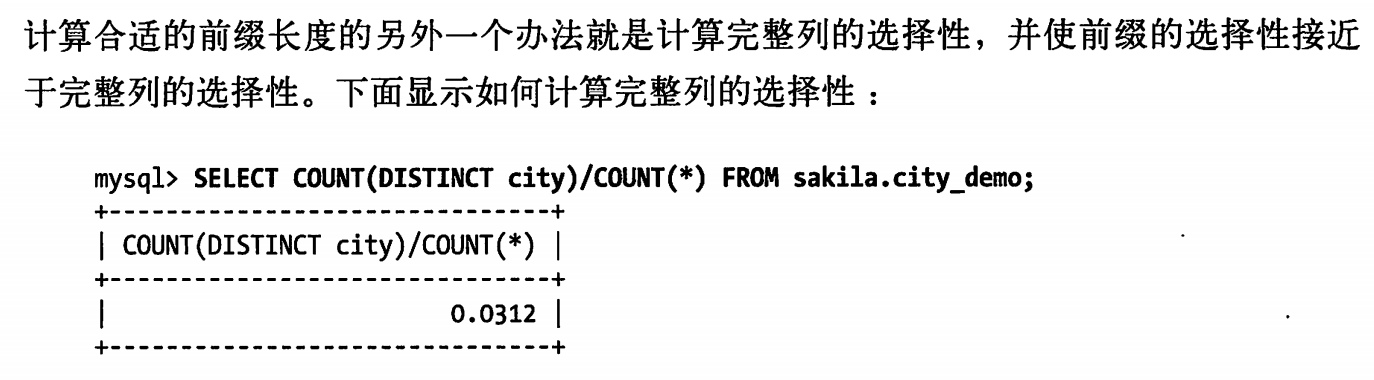 计算合适的前缀长度的另外一个办法就是计算完整列的选择性，并使前缀的选择性接近
于完整列的选择性。下面显示如何计算完整列的选择性：
mysql> SELECT COUNT(DISTINCT city)/COUNT(*) FROM sakila.city_demo;
+-------------------------------+
| COUNT(DISTINCT city)/COUNT(*) |
+-------------------------------+
|                        0.0312 |
+-------------------------------+